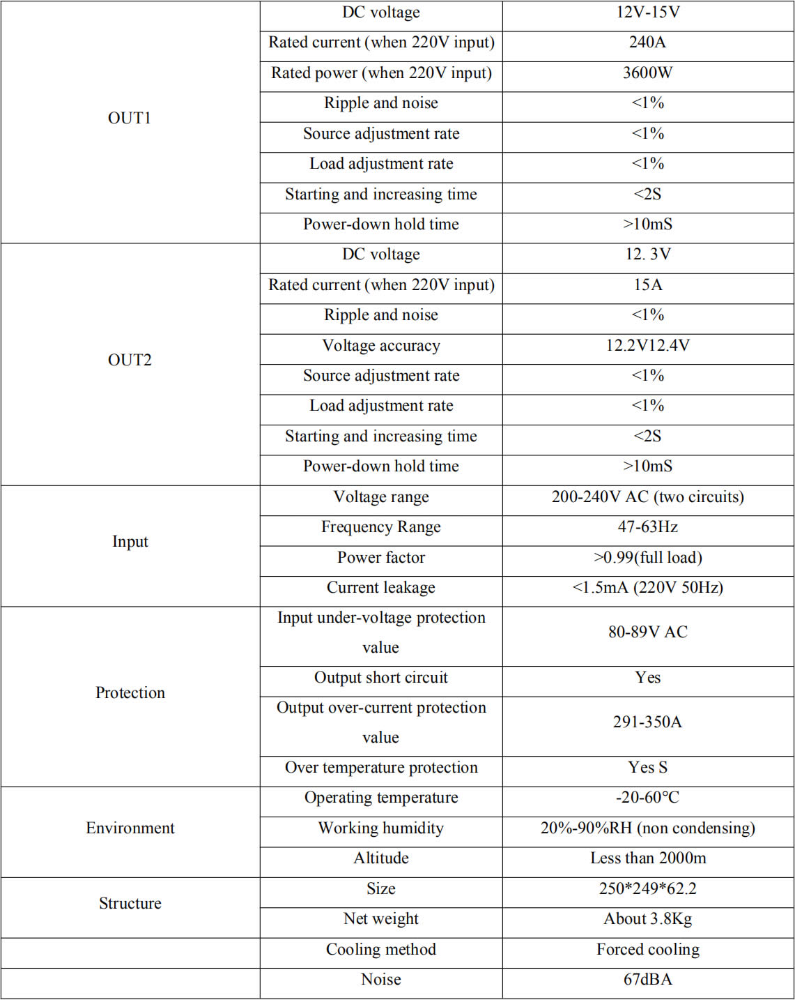 OUT1
DC voltage 12V-15V
Rated current (when 220V input) 240A
Rated power (when 220V input) 3600W
Ripple and noise <1%
Source adjustment rate <1%
Load adjustment rate <1%
Starting and increasing time <2S
Power-down hold time >10mS
OUT2
DC voltage 12. 3V
Rated current (when 220V input) 15A
Ripple and noise <1%
Voltage accuracy 12.2V12.4V
Source adjustment rate <1%
Load adjustment rate <1%
Starting and increasing time <2S
Power-down hold time >10mS
Input
Voltage range 200-240V AC (two circuits)
Frequency Range 47-63Hz
Power factor >0.99(full load)
Current leakage <1.5mA (220V 50Hz)
Protection
Input under-voltage protection
value
80-89V AC
Output short circuit Yes
Output over-current protection
value
291-350A
Over temperature protection Yes S
Environment
Operating temperature -20-60℃
Working humidity 20%-90%RH (non condensing)
Altitude Less than 2000m
Structure
Size 250*249*62.2
Net weight About 3.8Kg
Cooling method Forced cooling
Noise 67dBA